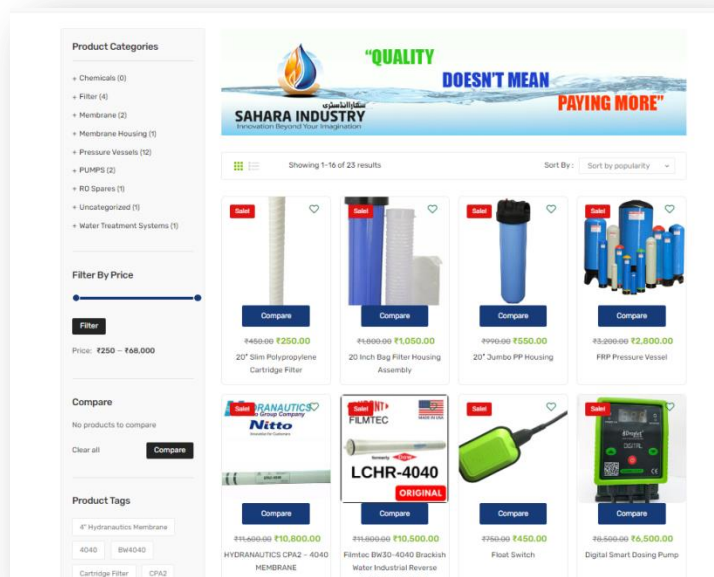 Product Categories
+ Chemicals (0)
+ Filter (4)
+ Membrane (2)
+ Membrane Housing (1)
+ Pressure Vessels (12)
+ PUMPS (2)
+ RO Spares (1)
+ Uncategorized (1)
+ Water Treatment Systems (1)
Filter By Price
Filter
Price: ₹250 — ₹68,000
Compare
No products to compare
Clear all Compare
Product Tags
4" Hydranautics Membrane
4040 BW4040
Cartridge Filter CPA2
"QUALITY
DOESN'T MEAN
PAYING MORE"
SAHARA INDUSTRY
Innovation Beyond Your Imagination
Showing 1–16 of 23 results
Sort By : Sort by popularity
Sale! Sale! Sale! Sale!
Compare Compare Compare Compare
₹450.00 ₹250.00 ₹1,800.00 ₹1,050.00 ₹990.00 ₹550.00 ₹3,200.00 ₹2,800.00
20" Slim Polypropylene 20 Inch Bag Filter Housing 20" Jumbo PP Housing FRP Pressure Vessel
Cartridge Filter Assembly
Sale! DRANAUTICS Sale! Sale! Sale!
Group Company FILMTEC
Nitto
LCHR-4040
ORIGINAL
DIGITAL
Compare Compare Compare Compare
₹11,600.00 ₹10,800.00 ₹11,800.00 ₹10,500.00 ₹750.00 ₹450.00 ₹8,500.00 ₹6,500.00
HYDRANAUTICS CPA2 – 4040 Filmtec BW30-4040 Brackish Float Switch Digital Smart Dosing Pump
MEMBRANE Water Industrial Reverse